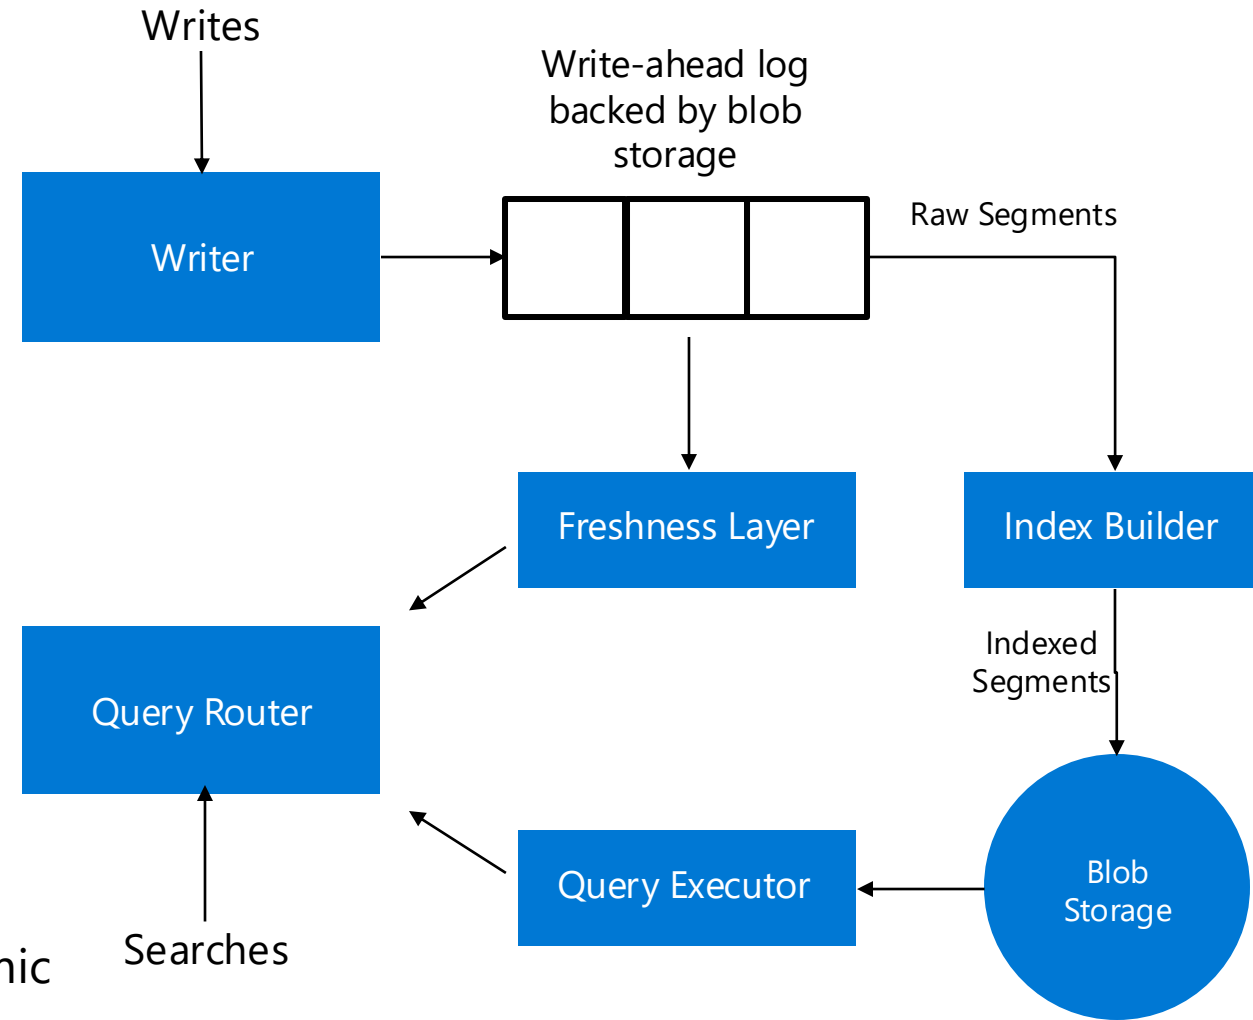 Writes
Write-ahead log
backed by blob
storage
Raw Segments
Writer
Freshness Layer
Index Builder
Indexed
Segments
Query Router
Query Executor
Blob
Storage
Searches
nic